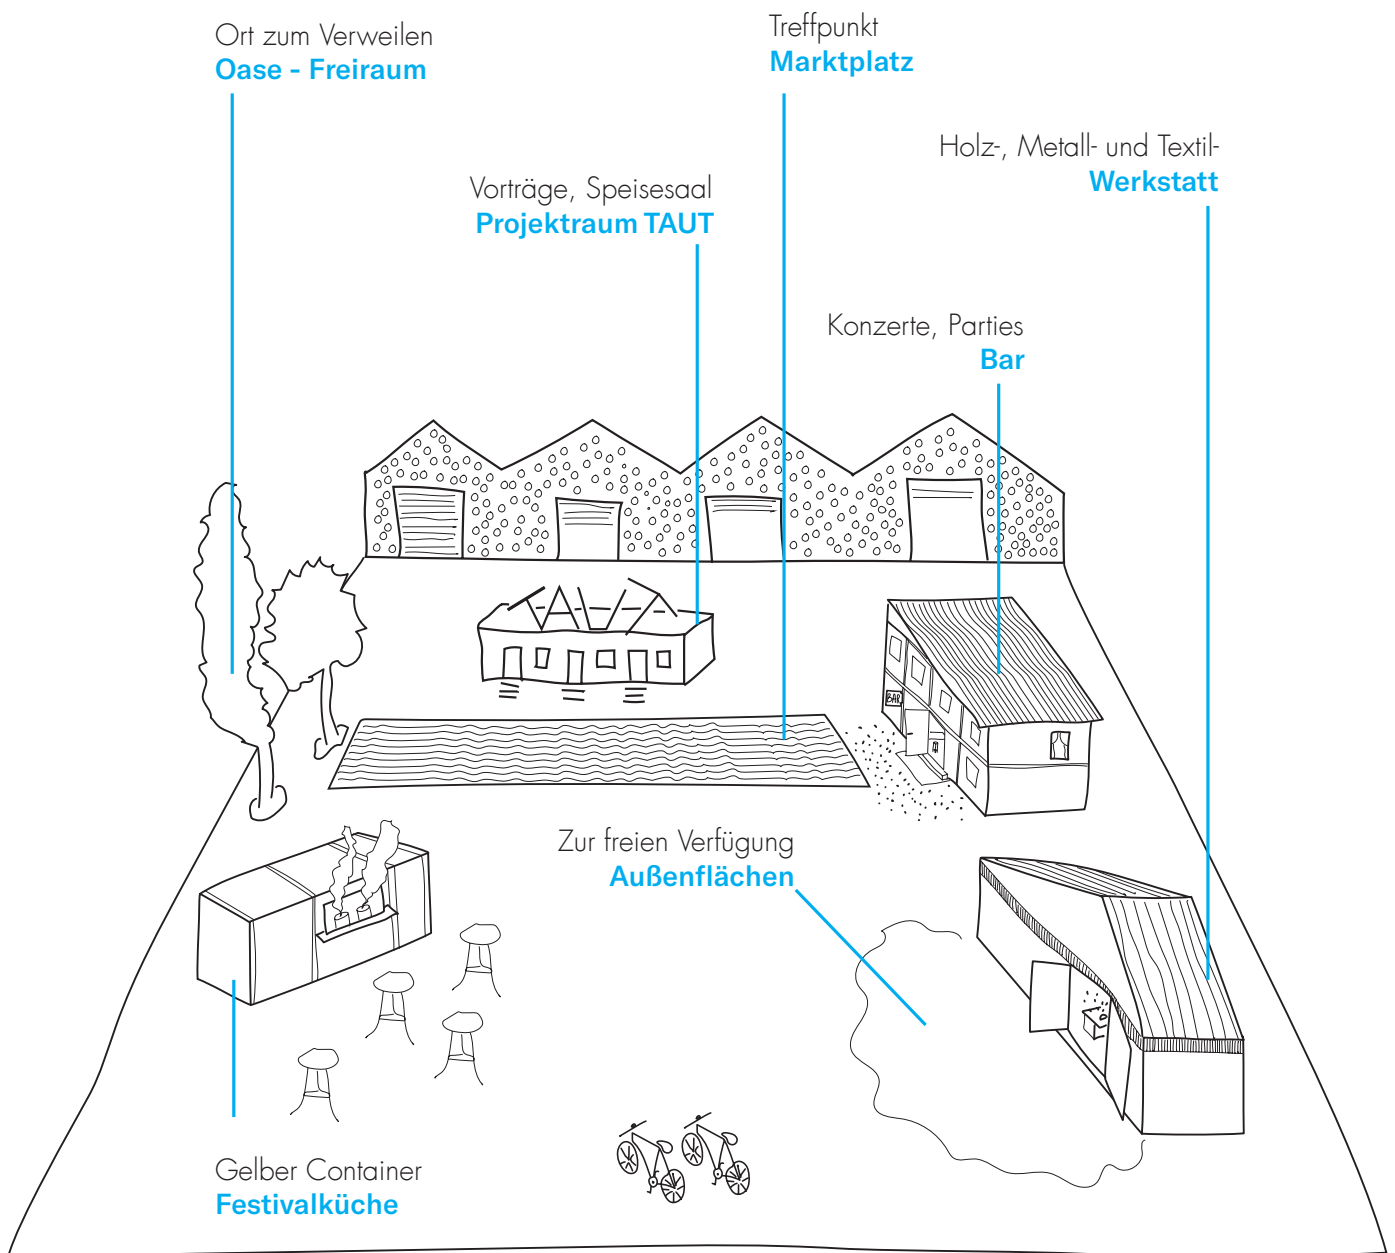 Ort zum Verweilen
Oase - Freiraum
Treffpunkt
Marktplatz
Holz-, Metall- und Textil-
Werkstatt
Vorträge, Speisesaal
Projektraum TAUT
Konzerte, Parties
Bar
TAUT
BAR
Zur freien Verfügung
Außenflächen
Gelber Container
Festivalküche